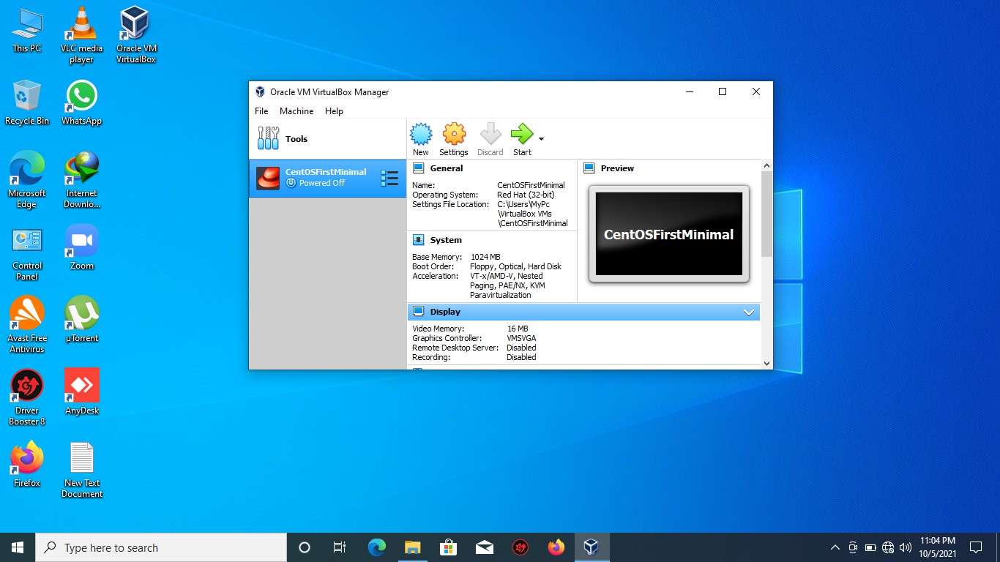 This PC
VLC media
player
Oracle VM
VirtualBox
Recycle Bin
WhatsApp
Microsoft
Edge
Internet
Downlo...
Control
Panel
Zoom
Avast Free
Antivirus
µTorrent
Driver
Booster 8
AnyDesk
Firefox
New Text
Document
Oracle VM VirtualBox Manager
File Machine Help
Tools
New Settings Discard Start
CentOSFirstMinimal
Powered Off
General
Name: CentOSFirstMinimal
Operating System: Red Hat (32-bit)
Settings File Location: C:\Users\MyPc
\VirtualBox VMs
\CentOSFirstMinimal
System
Base Memory: 1024 MB
Boot Order: Floppy, Optical, Hard Disk
Acceleration: VT-x/AMD-V, Nested
Paging, PAE/NX, KVM
Paravirtualization
Preview
CentOSFirstMinimal
Display
Video Memory: 16 MB
Graphics Controller: VMSVGA
Remote Desktop Server: Disabled
Recording: Disabled
Type here to search
11:04 PM
10/5/2021